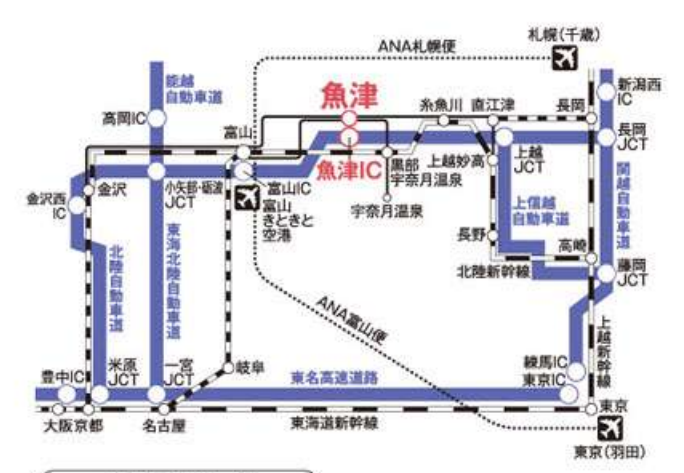 札幌(千歳)
ANA札幌便
能越
自動車道
新潟西
IC
魚津
高岡IC
糸魚川
直江津
長岡
富山
長岡
JCT
魚津IC
黒部
宇奈月温泉
上越妙高
上越
JCT
金沢
小矢部・砺波
JCT
富山IC
金沢西
IC
富山
きときと
空港
宇奈月温泉
上信越
自動車道
関越自動車道
東海北陸自動車道
北陸自動車道
長野
高崎
北陸新幹線
藤岡
JCT
ANA富山便
上越新幹線
豊中IC
米原
JCT
一宮
JCT
岐阜
東名高速道路
練馬IC
東京IC
大阪
京都
名古屋
東海道新幹線
東京
東京(羽田)